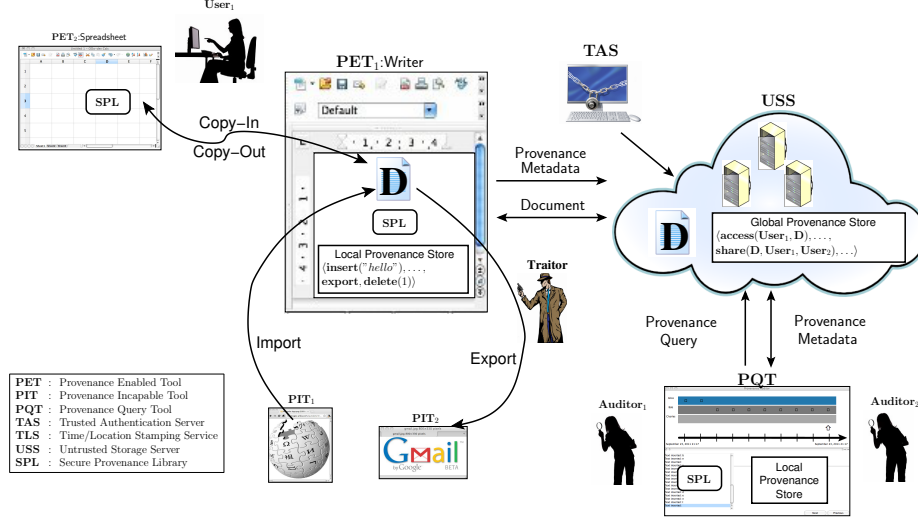 User₁
PET₂:Spreadsheet
SPL
PET₁:Writer
Default
1 2 3 4
Copy–In
Copy–Out
D
SPL
Local Provenance Store
⟨insert("hello"), . . . ,
export, delete(1)⟩
TAS
USS
Provenance
Metadata
Document
D
Global Provenance Store
⟨access(User₁, D), . . . ,
share(D, User₁, User₂), . . .⟩
Traitor
Import
Export
Provenance
Query
Provenance
Metadata
PET : Provenance Enabled Tool
PIT : Provenance Incapable Tool
PQT : Provenance Query Tool
TAS : Trusted Authentication Server
TLS : Time/Location Stamping Service
USS : Untrusted Storage Server
SPL : Secure Provenance Library
PIT₁
PIT₂
Gmail
by Google BETA
PQT
Auditor₁
Auditor₂
SPL
Local
Provenance
Store